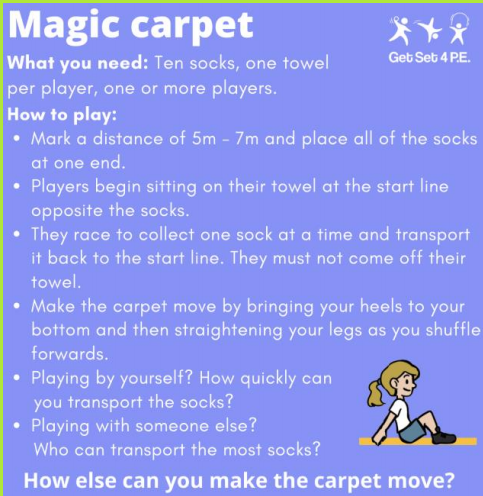 Magic carpet
Get Set 4 P.E.
What you need: Ten socks, one towel
per player, one or more players.
How to play:
• Mark a distance of 5m – 7m and place all of the socks
at one end.
• Players begin sitting on their towel at the start line
opposite the socks.
• They race to collect one sock at a time and transport
it back to the start line. They must not come off their
towel.
• Make the carpet move by bringing your heels to your
bottom and then straightening your legs as you shuffle
forwards.
• Playing by yourself? How quickly can
you transport the socks?
• Playing with someone else?
Who can transport the most socks?
How else can you make the carpet move?